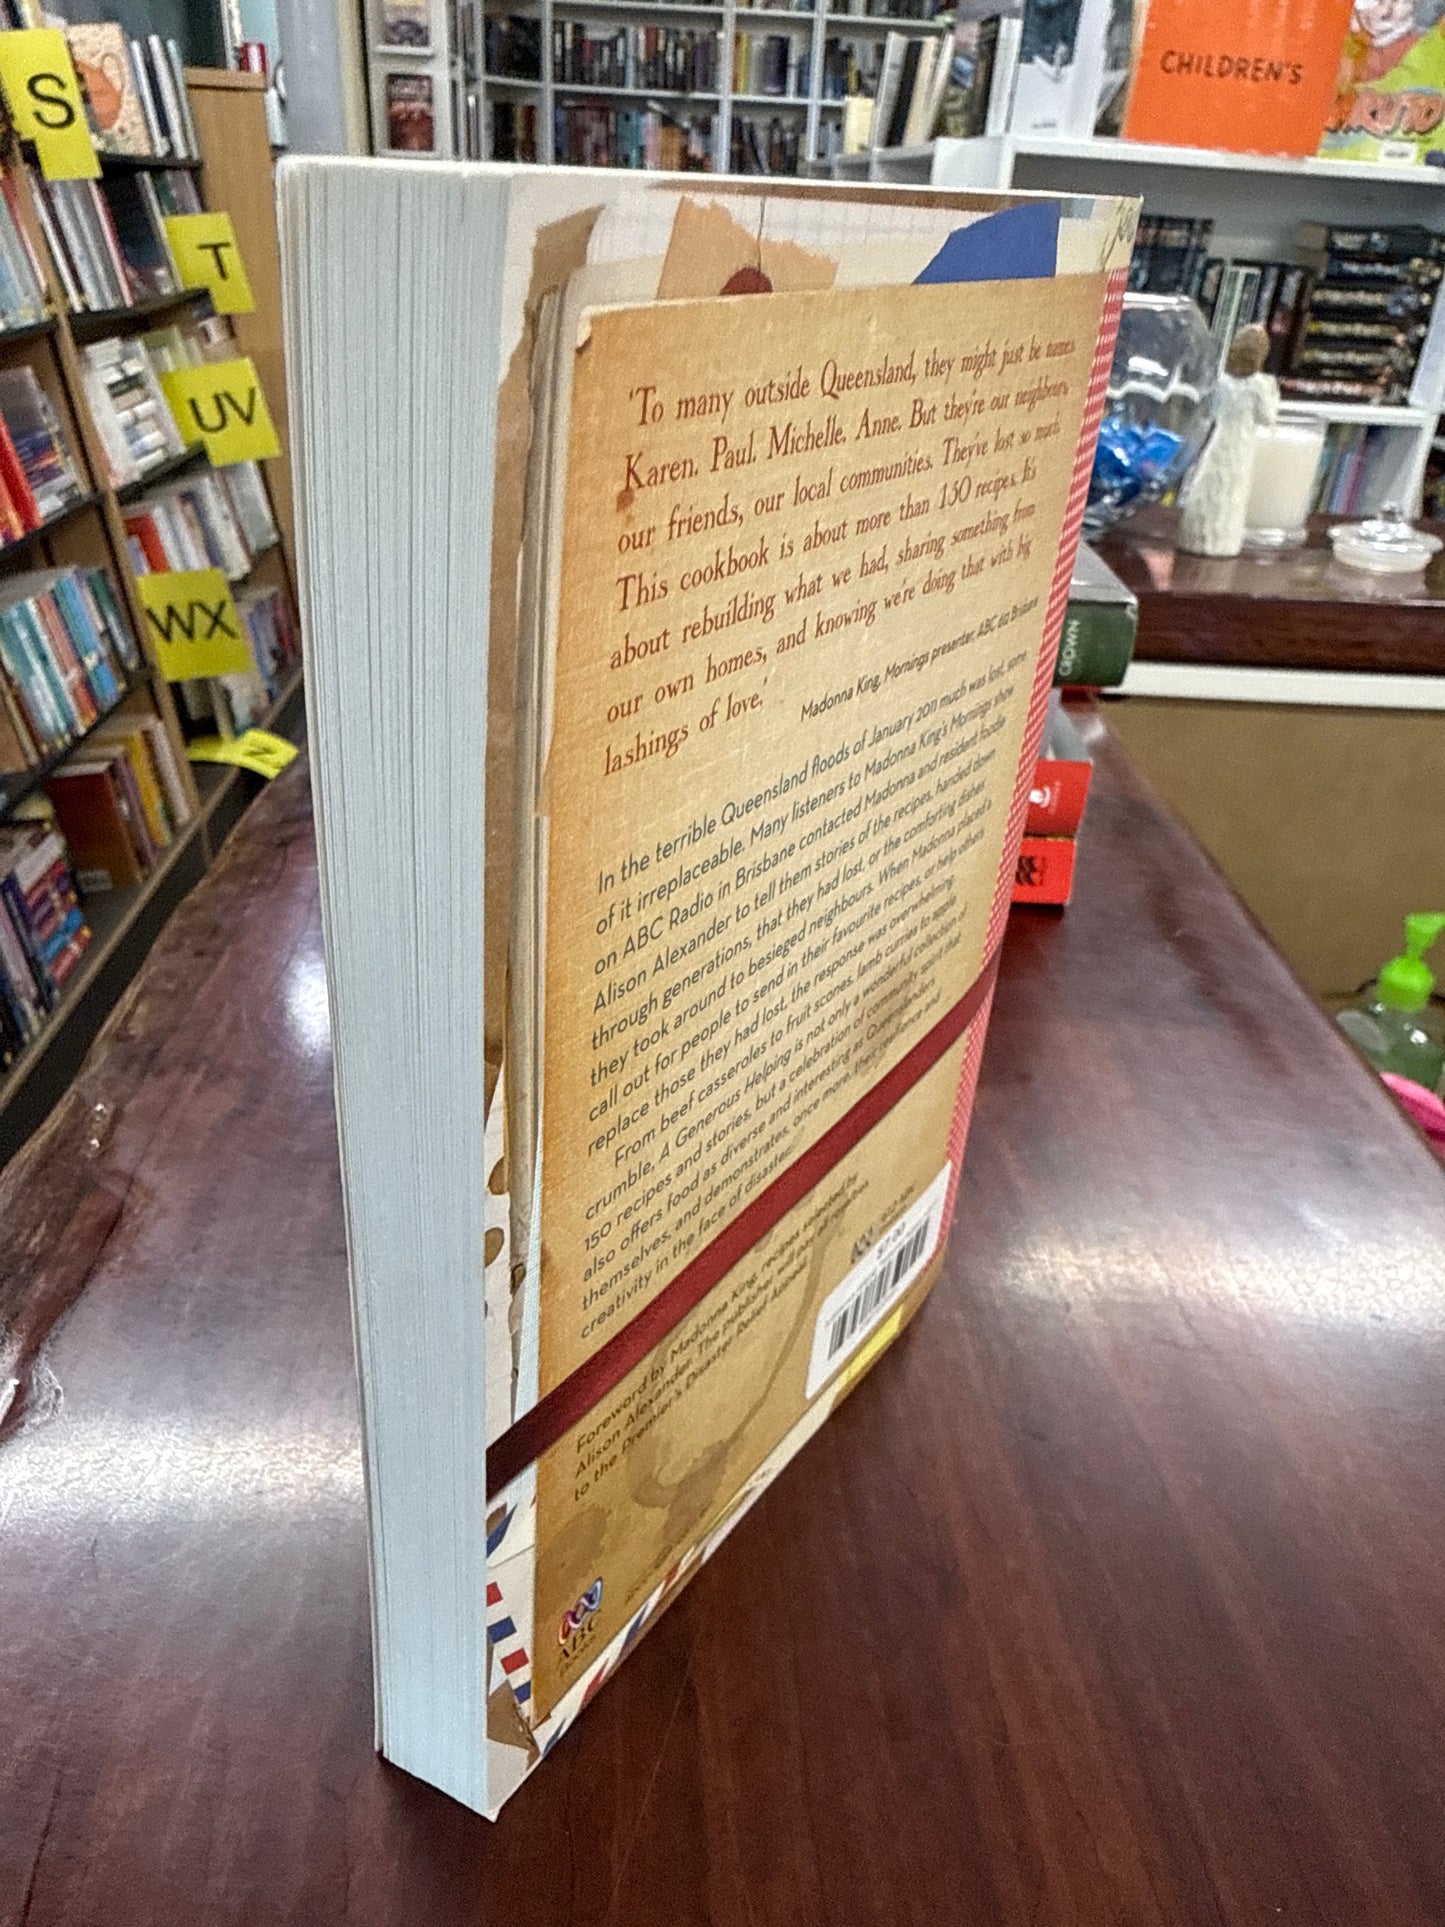 S
T
UV
WX
Z
CHILDREN'S
NARUTO
CROWN
'To many outside Queensland, they might just be names.
Karen. Paul. Michelle. Anne. But they're our neighbours,
our friends, our local communities. They've lost so much.
This cookbook is about more than 150 recipes. It's
about rebuilding what we had, sharing something from
our own homes, and knowing we're doing that with big
lashings of love.'
Madonna King, Mornings presenter, ABC 612 Brisbane
In the terrible Queensland floods of January 2011 much was lost, some
of it irreplaceable. Many listeners to Madonna King's Mornings show
on ABC Radio in Brisbane contacted Madonna and resident foodie
Alison Alexander to tell them stories of the recipes, handed down
through generations, that they had lost, or the comforting dishes
they took around to besieged neighbours. When Madonna placed a
call out for people to send in their favourite recipes, or help others
replace those they had lost, the response was overwhelming.
From beef casseroles to fruit scones, lamb curries to apple
crumble, A Generous Helping is not only a wonderful collection of
150 recipes and stories, but a celebration of community spirit that
also offers food as diverse and interesting as Queenslanders
themselves, and demonstrates, once more, their resilience and
creativity in the face of disaster.
Foreword by Madonna King, recipes selected by
Alison Alexander. The publisher will donate all royalties
to the Premier's Disaster Relief Appeal
612 ABC
$7.00
ABC
Books